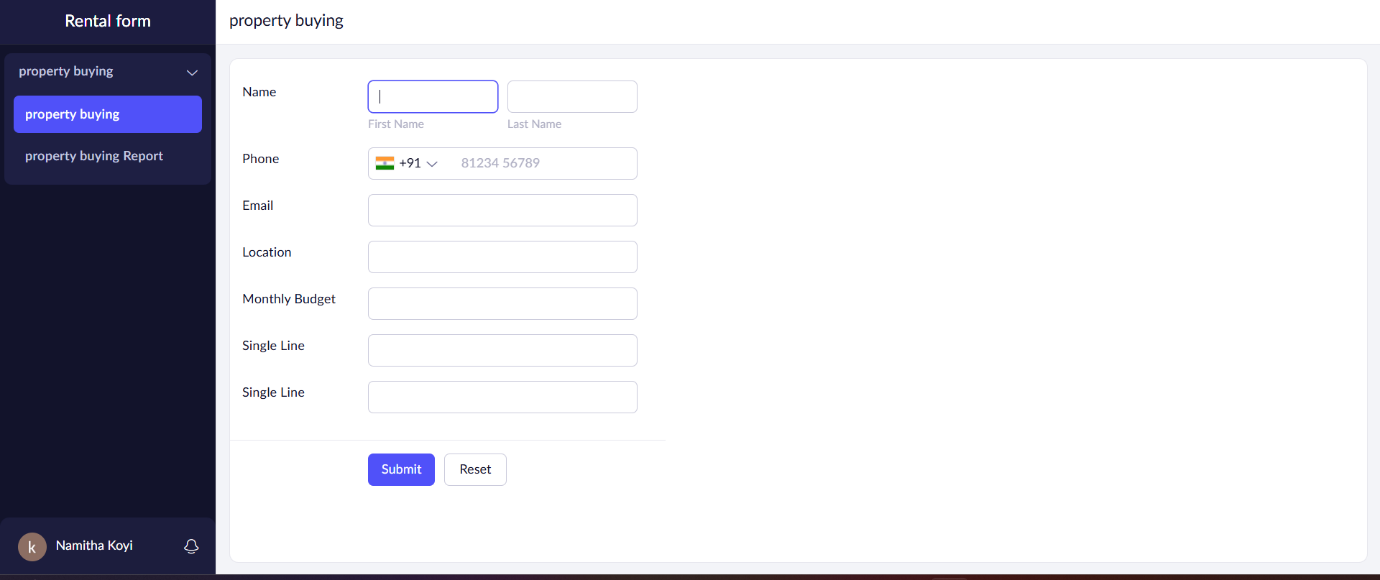 Rental form
property buying
property buying
property buying Report
k Namitha Koyi
property buying
Name
First Name Last Name
Phone +91 81234 56789
Email
Location
Monthly Budget
Single Line
Single Line
Submit Reset